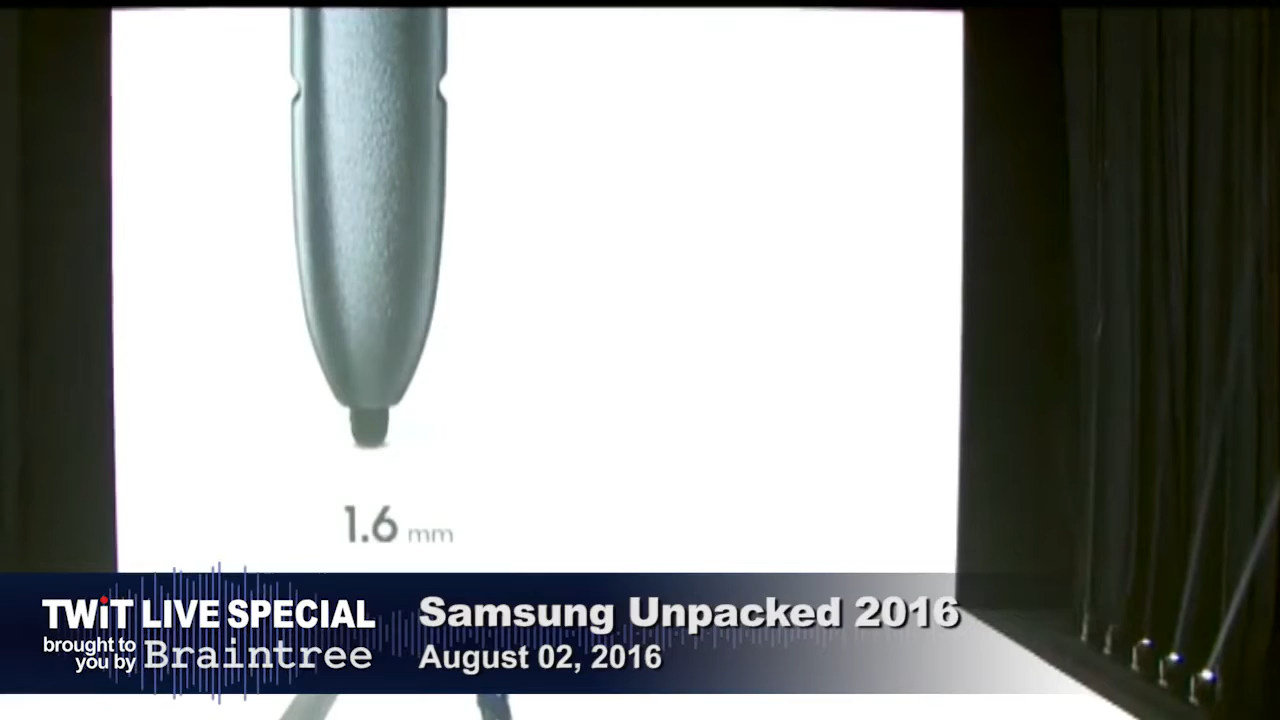 1.6 mm
TWiT LIVE SPECIAL
brought to
you by Braintree
Samsung Unpacked 2016
August 02, 2016